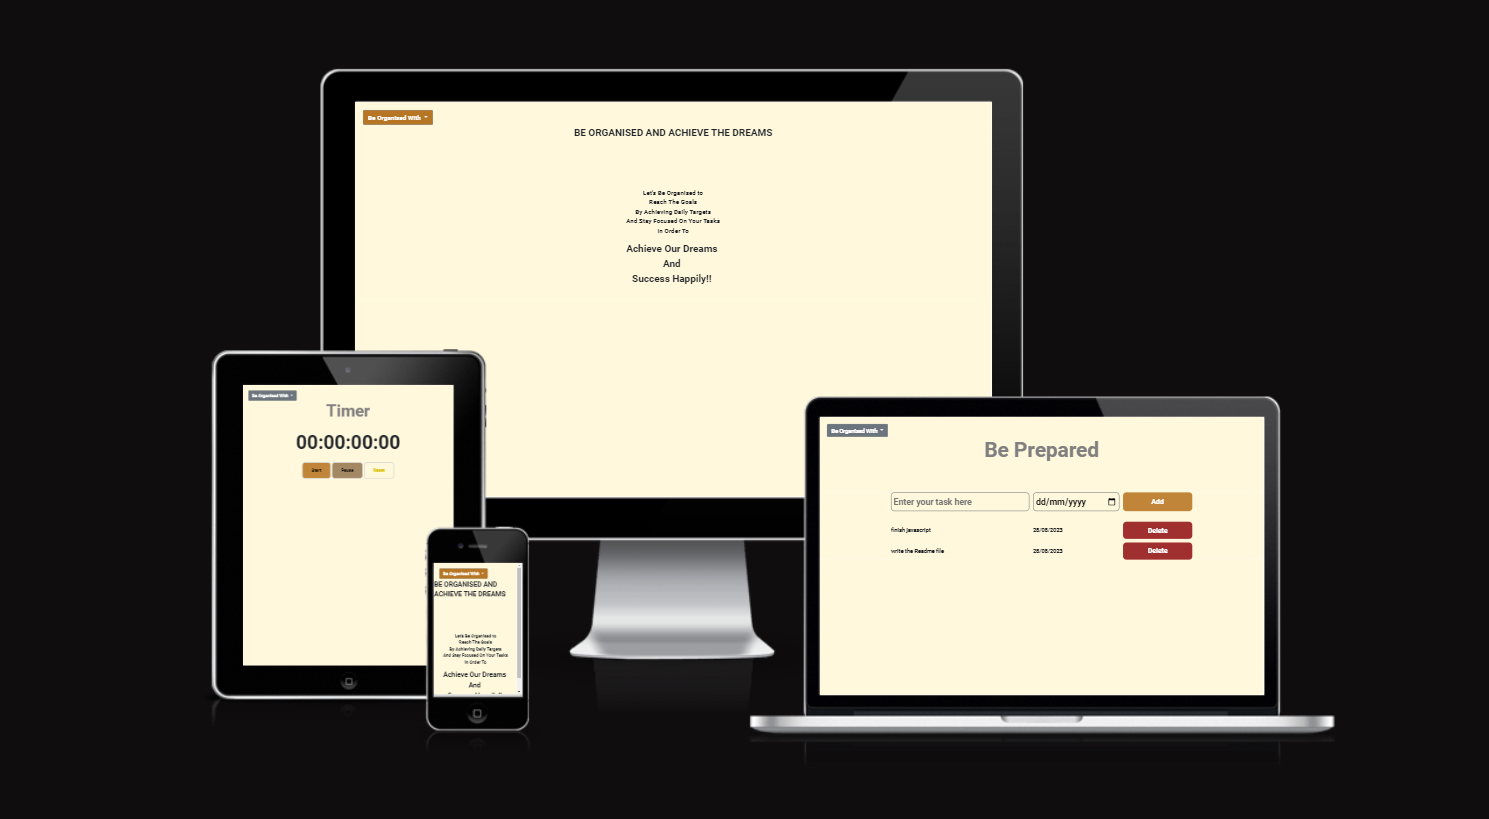 Be Organised With
BE ORGANISED AND ACHIEVE THE DREAMS
Let's Be Organised to
Reach The Goals
By Achieving Daily Targets
And Stay Focused On Your Tasks
In Order To
Achieve Our Dreams
And
Success Happily!!
Be Organised With
Timer
00:00:00:00
Start Pause Reset
Be Organised With
BE ORGANISED AND
ACHIEVE THE DREAMS
Let's Be Organised to
Reach The Goals
By Achieving Daily Targets
And Stay Focused On Your Tasks
In Order To
Achieve Our Dreams
And
Be Organised With
Be Prepared
Enter your task here dd/mm/yyyy Add
finish javascript 28/08/2023 Delete
write the Readme file 28/08/2023 Delete